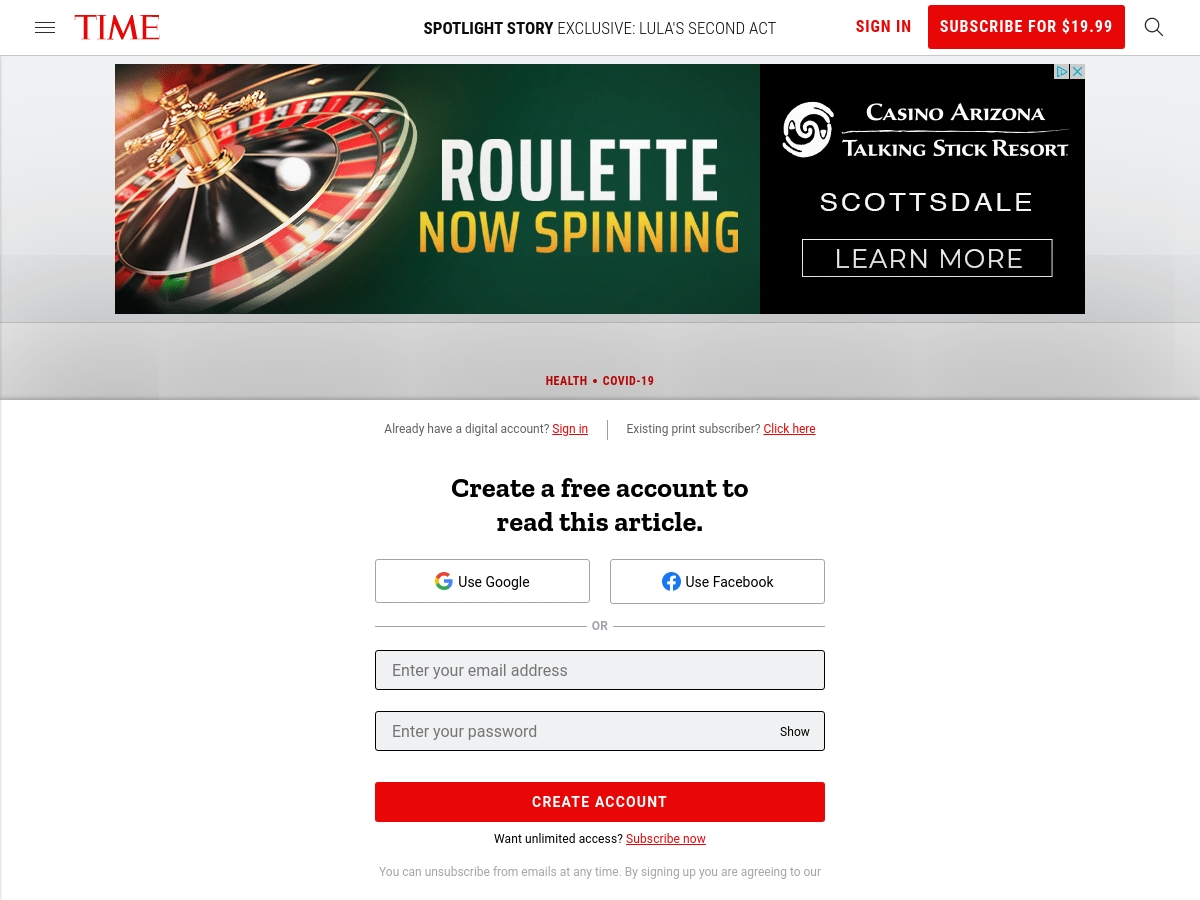 TIME
SPOTLIGHT STORY EXCLUSIVE: LULA'S SECOND ACT
SIGN IN
SUBSCRIBE FOR $19.99
ROULETTE
NOW SPINNING
CASINO ARIZONA
TALKING STICK RESORT
SCOTTSDALE
LEARN MORE
HEALTH • COVID-19
Already have a digital account? Sign in
Existing print subscriber? Click here
Create a free account to
read this article.
Use Google
Use Facebook
OR
Enter your email address
Enter your password
Show
CREATE ACCOUNT
Want unlimited access? Subscribe now
You can unsubscribe from emails at any time. By signing up you are agreeing to our